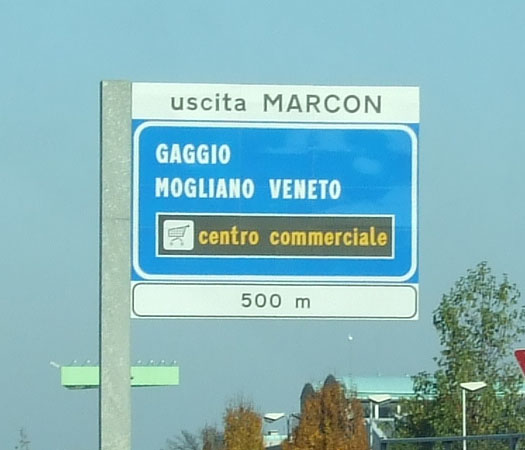 uscita MARCON
GAGGIO
MOGLIANO VENETO
centro commerciale
500 m